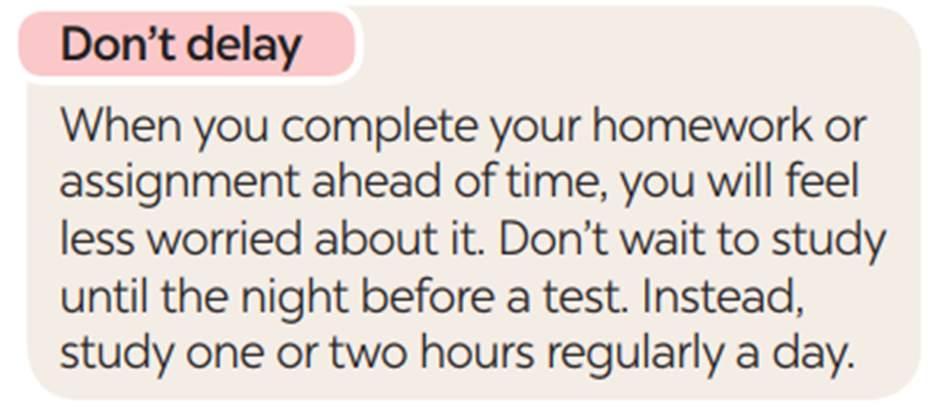 Don't delay
When you complete your homework or
assignment ahead of time, you will feel
less worried about it. Don't wait to study
until the night before a test. Instead,
study one or two hours regularly a day.